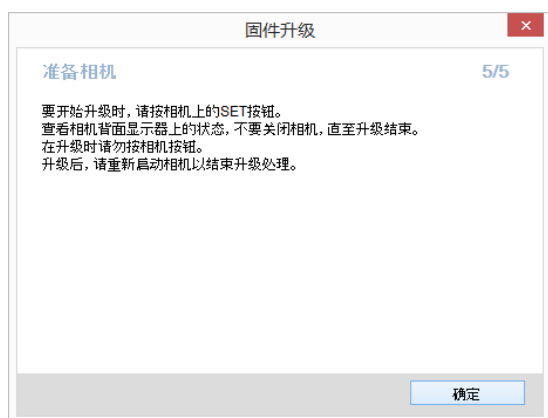 固件升级
准备相机 5/5
要开始升级时, 请按相机上的SET按钮。
查看相机背面显示器上的状态, 不要关闭相机, 直至升级结束。
在升级时请勿按相机按钮。
升级后, 请重新启动相机以结束升级处理。
确定